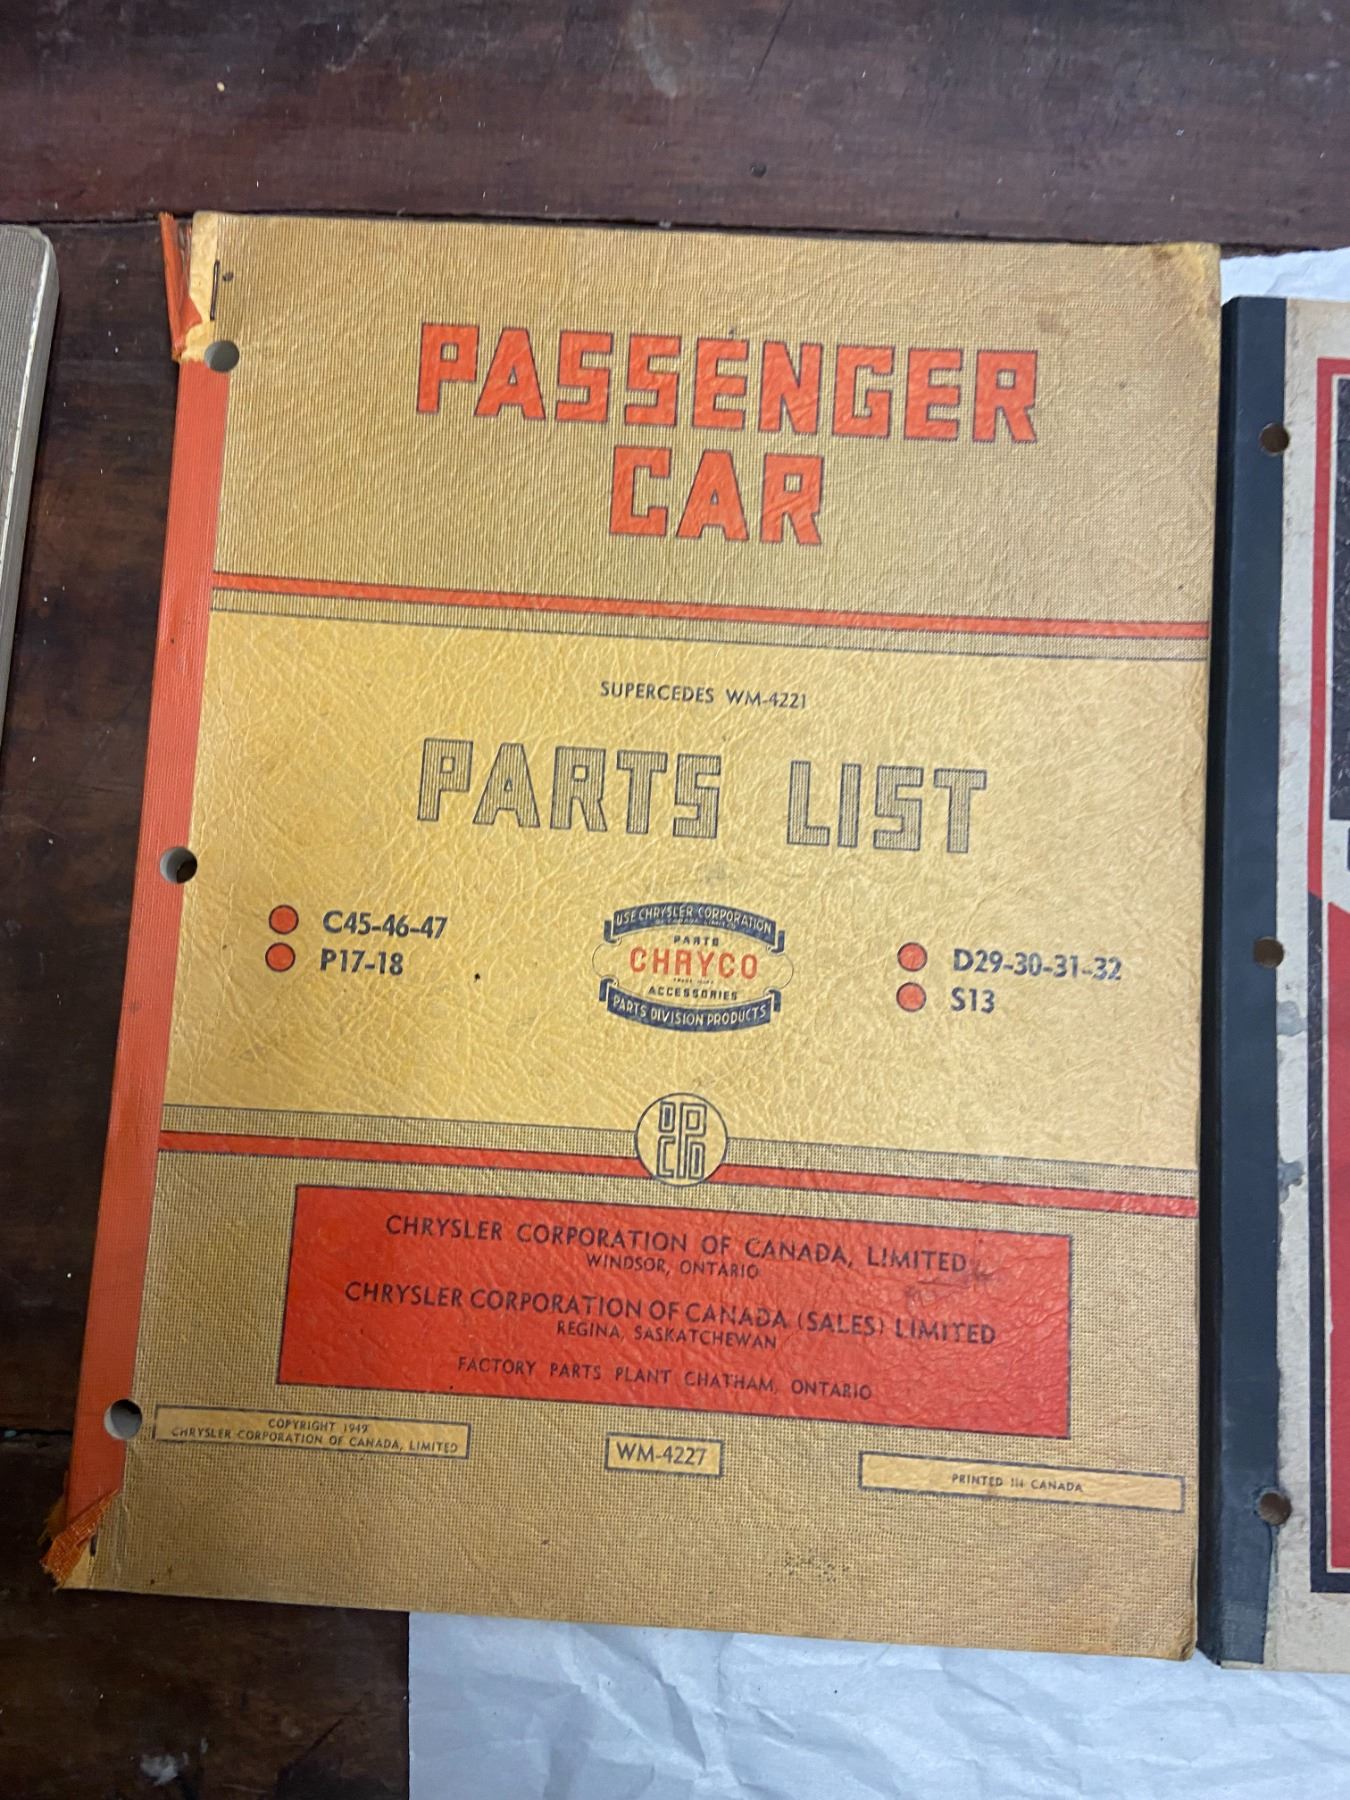 PASSENGER
CAR
SUPERCEDES WM-4221
PARTS LIST
C45-46-47
P17-18
USE CHRYSLER CORPORATION
PARTS
CHRYCO
ACCESSORIES
PARTS DIVISION PRODUCTS
D29-30-31-32
S13
CHRYSLER CORPORATION OF CANADA, LIMITED
WINDSOR, ONTARIO
CHRYSLER CORPORATION OF CANADA (SALES) LIMITED
REGINA, SASKATCHEWAN
FACTORY PARTS PLANT CHATHAM, ONTARIO
COPYRIGHT 1949
CHRYSLER CORPORATION OF CANADA, LIMITED
WM-4227
PRINTED IN CANADA